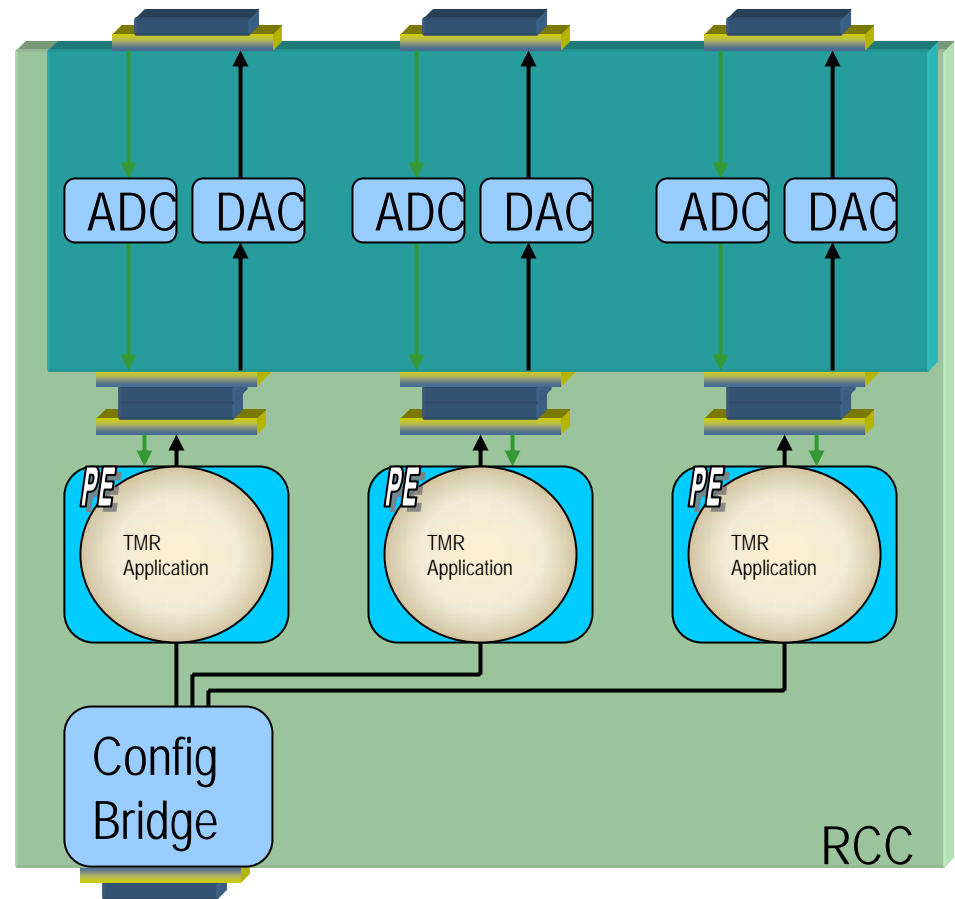 ADC DAC ADC DAC ADC DAC
PE PE PE
TMR TMR TMR
Application Application Application
Config
Bridge
RCC